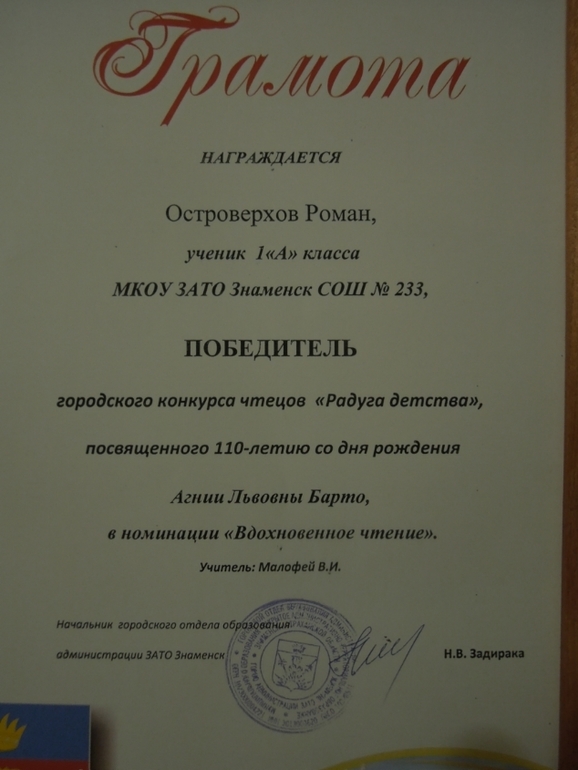 Грамота
НАГРАЖДАЕТСЯ
Островерхов Роман,
ученик 1«А» класса
МКОУ ЗАТО Знаменск СОШ № 233,
ПОБЕДИТЕЛЬ
городского конкурса чтецов «Радуга детства»,
посвященного 110-летию со дня рождения
Агнии Львовны Барто,
в номинации «Вдохновенное чтение».
Учитель: Малофей В.И.
Начальник городского отдела образования
администрации ЗАТО Знаменск
Н.В. Задирака